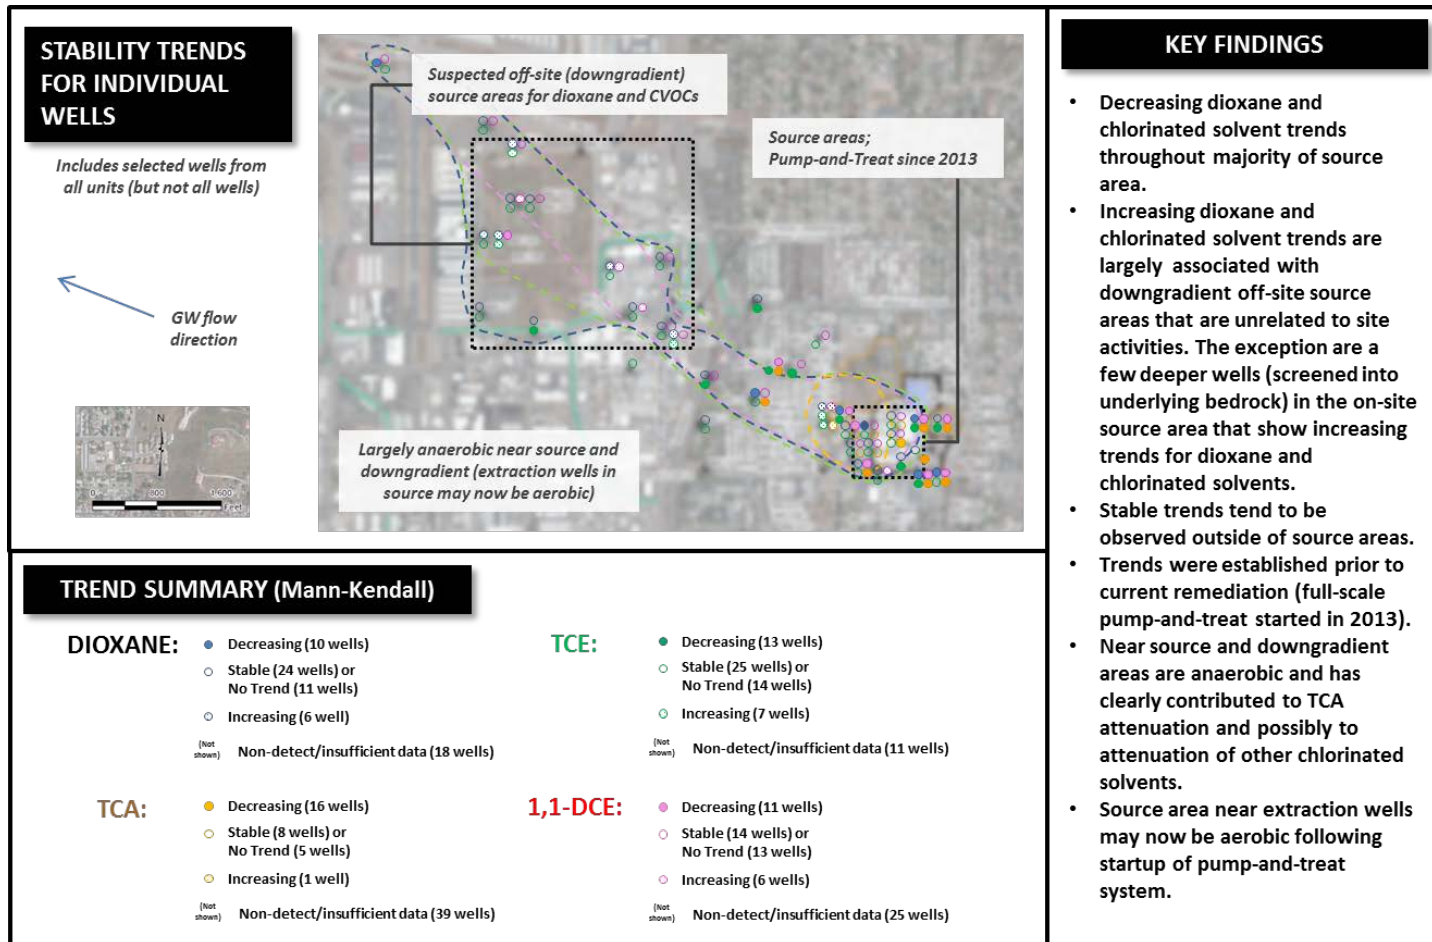 STABILITY TRENDS
FOR INDIVIDUAL
WELLS
Includes selected wells from
all units (but not all wells)
GW flow
direction
N
0 800 1,600
Feet
Suspected off-site (downgradient)
source areas for dioxane and CVOCs
Source areas;
Pump-and-Treat since 2013
Largely anaerobic near source and
downgradient (extraction wells in
source may now be aerobic)
TREND SUMMARY (Mann-Kendall)
DIOXANE:
Decreasing (10 wells)
Stable (24 wells) or
No Trend (11 wells)
Increasing (6 well)
(Not
shown)
Non-detect/insufficient data (18 wells)
TCE:
Decreasing (13 wells)
Stable (25 wells) or
No Trend (14 wells)
Increasing (7 wells)
(Not
shown)
Non-detect/insufficient data (11 wells)
TCA:
Decreasing (16 wells)
Stable (8 wells) or
No Trend (5 wells)
Increasing (1 well)
(Not
shown)
Non-detect/insufficient data (39 wells)
1,1-DCE:
Decreasing (11 wells)
Stable (14 wells) or
No Trend (13 wells)
Increasing (6 wells)
(Not
shown)
Non-detect/insufficient data (25 wells)
KEY FINDINGS
• Decreasing dioxane and
chlorinated solvent trends
throughout majority of source
area.
• Increasing dioxane and
chlorinated solvent trends are
largely associated with
downgradient off-site source
areas that are unrelated to site
activities. The exception are a
few deeper wells (screened into
underlying bedrock) in the on-site
source area that show increasing
trends for dioxane and
chlorinated solvents.
• Stable trends tend to be
observed outside of source areas.
• Trends were established prior to
current remediation (full-scale
pump-and-treat started in 2013).
• Near source and downgradient
areas are anaerobic and has
clearly contributed to TCA
attenuation and possibly to
attenuation of other chlorinated
solvents.
• Source area near extraction wells
may now be aerobic following
startup of pump-and-treat
system.